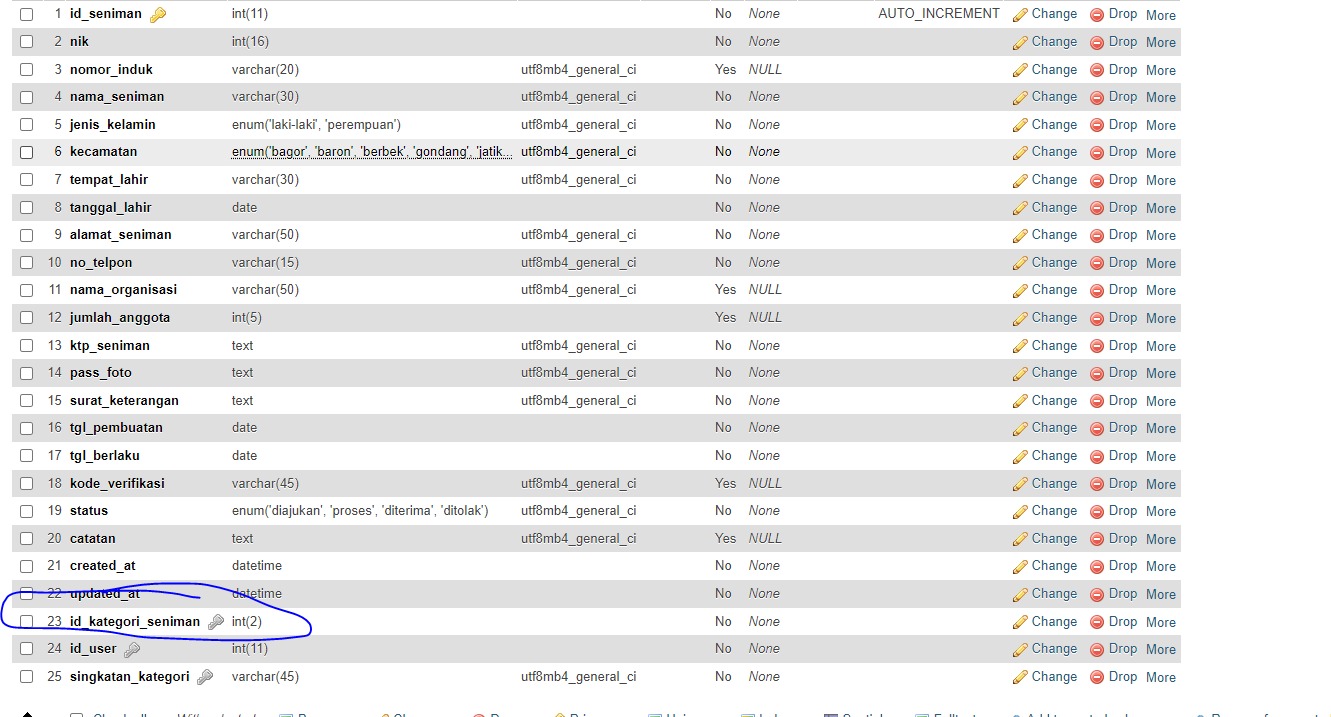 1 id_seniman int(11) No None AUTO_INCREMENT Change Drop More
2 nik int(16) No None Change Drop More
3 nomor_induk varchar(20) utf8mb4_general_ci Yes NULL Change Drop More
4 nama_seniman varchar(30) utf8mb4_general_ci No None Change Drop More
5 jenis_kelamin enum('laki-laki', 'perempuan') utf8mb4_general_ci No None Change Drop More
6 kecamatan enum('bagor', 'baron', 'berbek', 'gondang', 'jatik... utf8mb4_general_ci No None Change Drop More
7 tempat_lahir varchar(30) utf8mb4_general_ci No None Change Drop More
8 tanggal_lahir date No None Change Drop More
9 alamat_seniman varchar(50) utf8mb4_general_ci No None Change Drop More
10 no_telpon varchar(15) utf8mb4_general_ci No None Change Drop More
11 nama_organisasi varchar(50) utf8mb4_general_ci Yes NULL Change Drop More
12 jumlah_anggota int(5) Yes NULL Change Drop More
13 ktp_seniman text utf8mb4_general_ci No None Change Drop More
14 pass_foto text utf8mb4_general_ci No None Change Drop More
15 surat_keterangan text utf8mb4_general_ci No None Change Drop More
16 tgl_pembuatan date No None Change Drop More
17 tgl_berlaku date No None Change Drop More
18 kode_verifikasi varchar(45) utf8mb4_general_ci Yes NULL Change Drop More
19 status enum('diajukan', 'proses', 'diterima', 'ditolak') utf8mb4_general_ci No None Change Drop More
20 catatan text utf8mb4_general_ci Yes NULL Change Drop More
21 created_at datetime No None Change Drop More
22 updated_at datetime No None Change Drop More
23 id_kategori_seniman int(2) No None Change Drop More
24 id_user int(11) No None Change Drop More
25 singkatan_kategori varchar(45) utf8mb4_general_ci No None Change Drop More